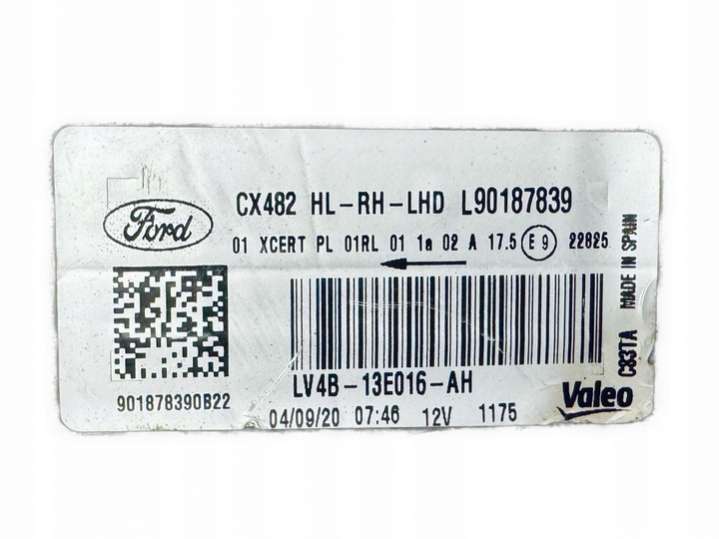 Ford
CX482 HL-RH-LHD L90187839
01 XCERT PL 01RL 01 1a 02 A 17.5 E9 22825
LV4B-13E016-AH
901878390B22
04/09/20 07:46 12V 1175
Valeo
C83TA MADE IN SPAIN